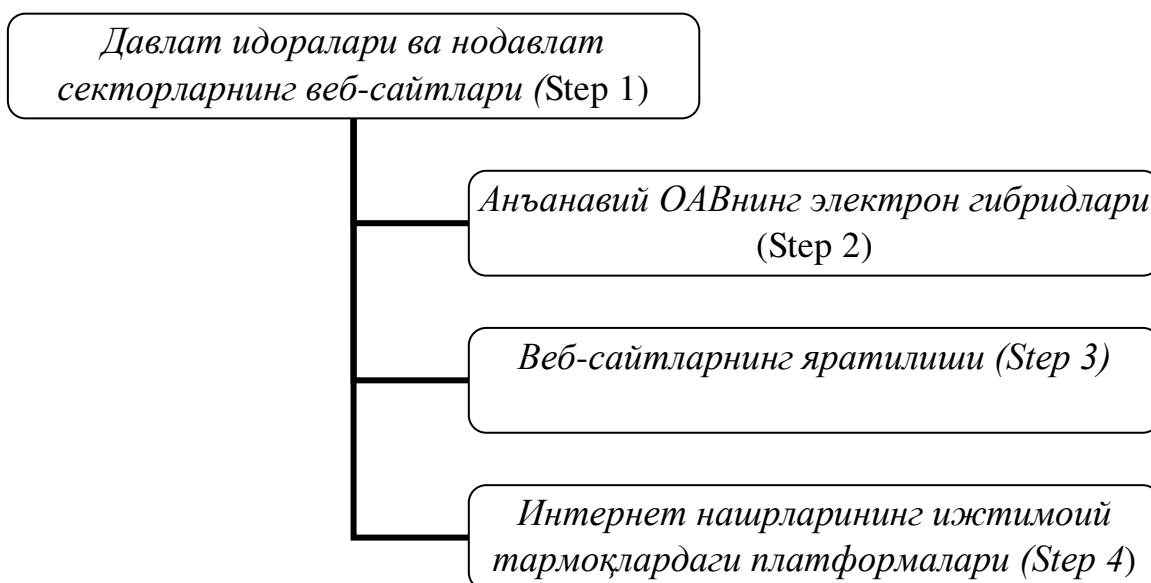 Давлат идоралари ва нодавлат
секторларнинг веб-сайтлари (Step 1)
Анъанавий ОАВнинг электрон гибридлари
(Step 2)
Веб-сайтларнинг яратилиши (Step 3)
Интернет нашрларининг ижтимоий
тармоқлардаги платформалари (Step 4)